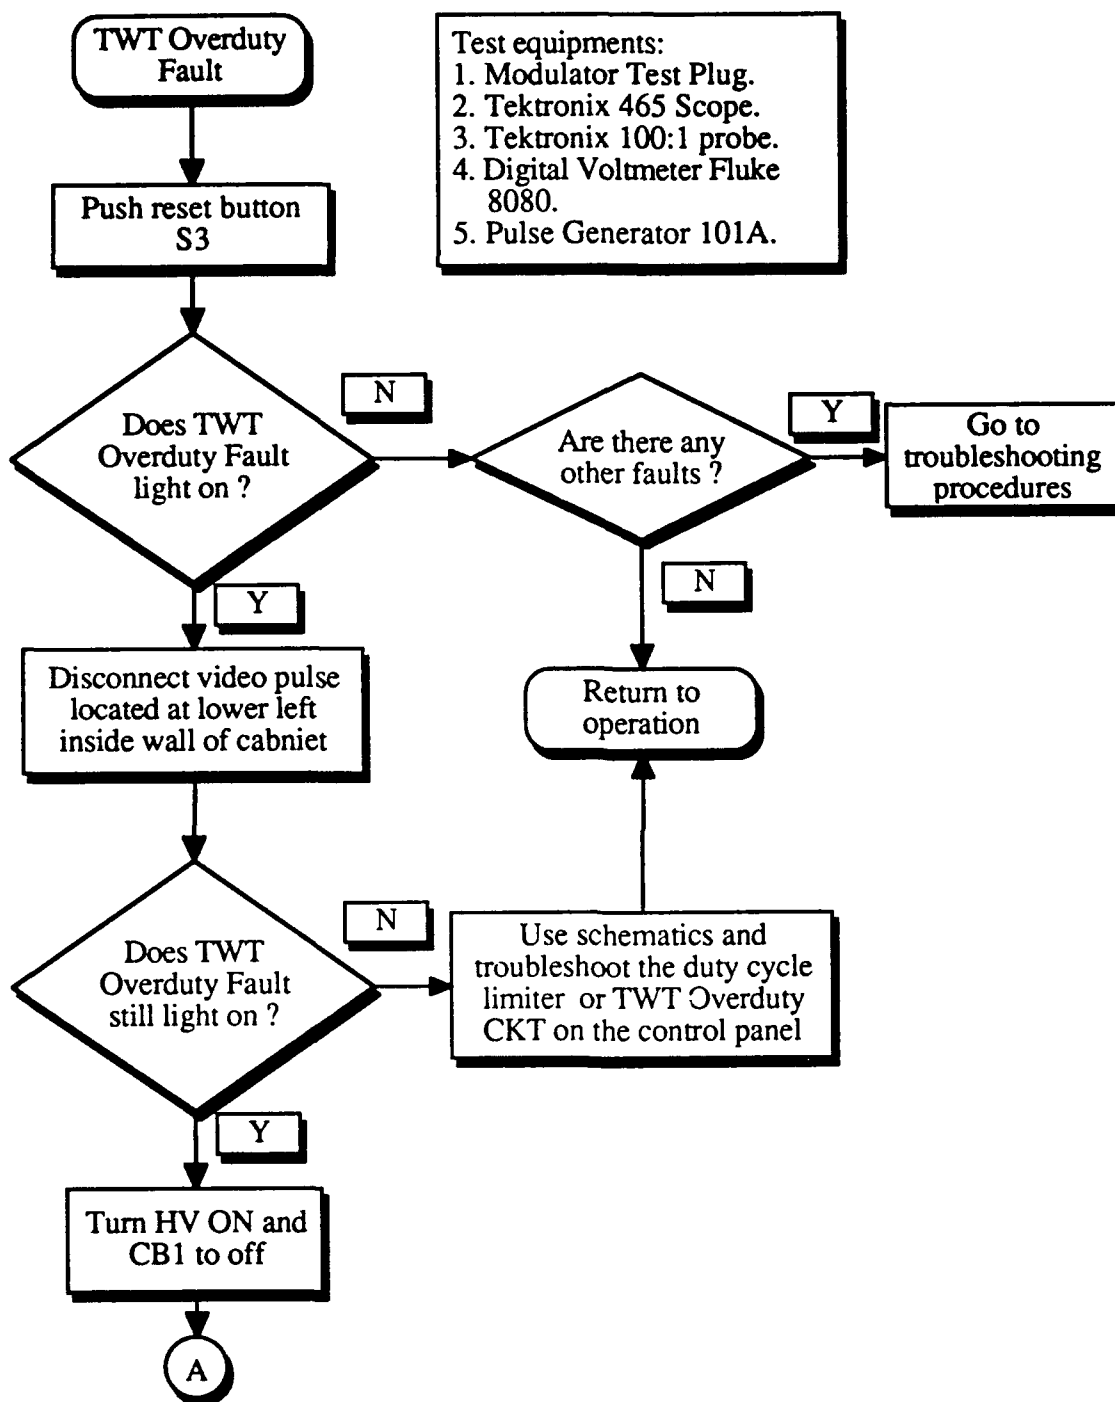 TWT Overduty
Fault
Test equipments:
1. Modulator Test Plug.
2. Tektronix 465 Scope.
3. Tektronix 100:1 probe.
4. Digital Voltmeter Fluke
8080.
5. Pulse Generator 101A.
Push reset button
S3
Does TWT
Overduty Fault
light on ?
N
Are there any
other faults ?
Y
Go to
troubleshooting
procedures
N
Return to
operation
Y
Disconnect video pulse
located at lower left
inside wall of cabniet
Does TWT
Overduty Fault
still light on ?
N
Use schematics and
troubleshoot the duty cycle
limiter or TWT Overduty
CKT on the control panel
Y
Turn HV ON and
CB1 to off
A